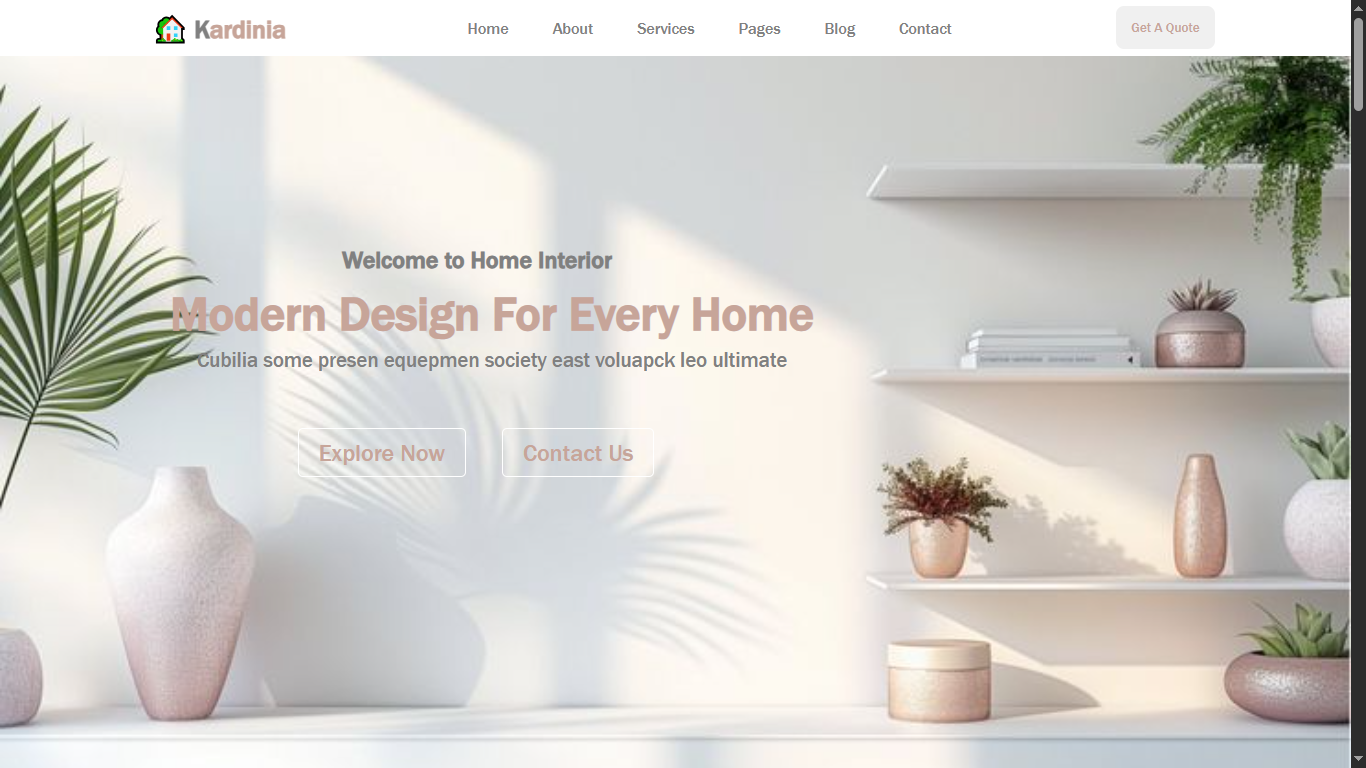 Kardinia
Home About Services Pages Blog Contact
Get A Quote
Welcome to Home Interior
Modern Design For Every Home
Cubilia some presen equepmen society east voluapck leo ultimate
Explore Now Contact Us